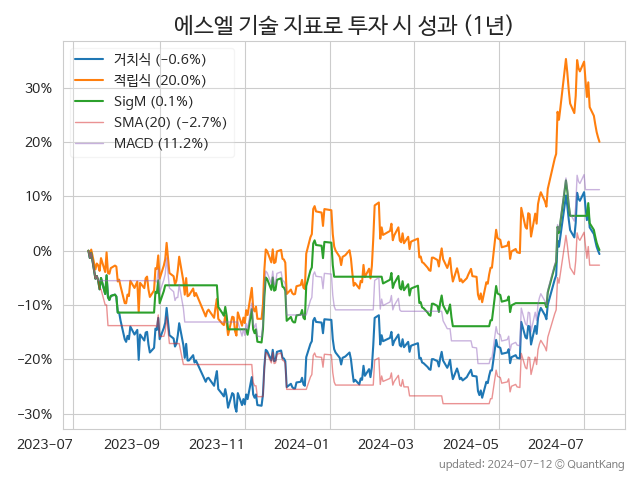 에스엘 기술 지표로 투자 시 성과 (1년)
거치식 (−0.6%)
적립식 (20.0%)
SigM (0.1%)
SMA(20) (−2.7%)
MACD (11.2%)
30%
20%
10%
0%
−10%
−20%
−30%
2023-07 2023-09 2023-11 2024-01 2024-03 2024-05 2024-07
updated: 2024-07-12 © QuantKang